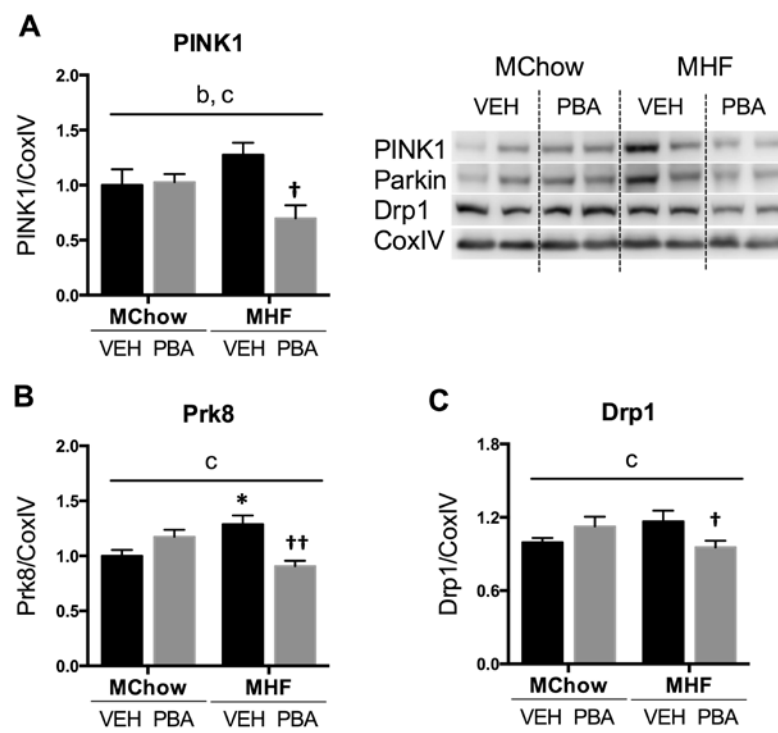 A
PINK1
PINK1/CoxIV
2.0
1.5
1.0
0.5
0.0
b, c
†
MChow MHF
VEH PBA VEH PBA
MChow MHF
VEH PBA VEH PBA
PINK1
Parkin
Drp1
CoxIV
B
Prk8
Prk8/CoxIV
2.0
1.5
1.0
0.5
0.0
c
*
††
MChow MHF
VEH PBA VEH PBA
C
Drp1
Drp1/CoxIV
1.8
1.2
0.6
0.0
c
†
MChow MHF
VEH PBA VEH PBA